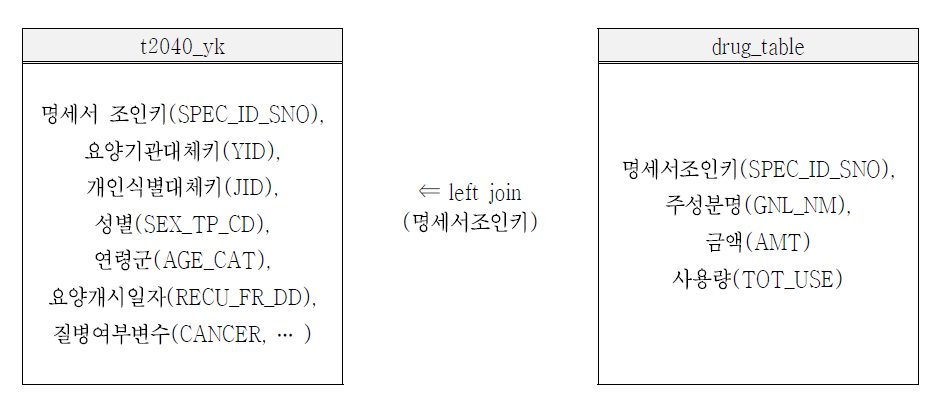 t2040_yk
명세서 조인키(SPEC_ID_SNO),
요양기관대체키(YID),
개인식별대체키(JID),
성별(SEX_TP_CD),
연령군(AGE_CAT),
요양개시일자(RECU_FR_DD),
질병여부변수(CANCER, … )
⇐ left join
(명세서조인키)
drug_table
명세서조인키(SPEC_ID_SNO),
주성분명(GNL_NM),
금액(AMT)
사용량(TOT_USE)